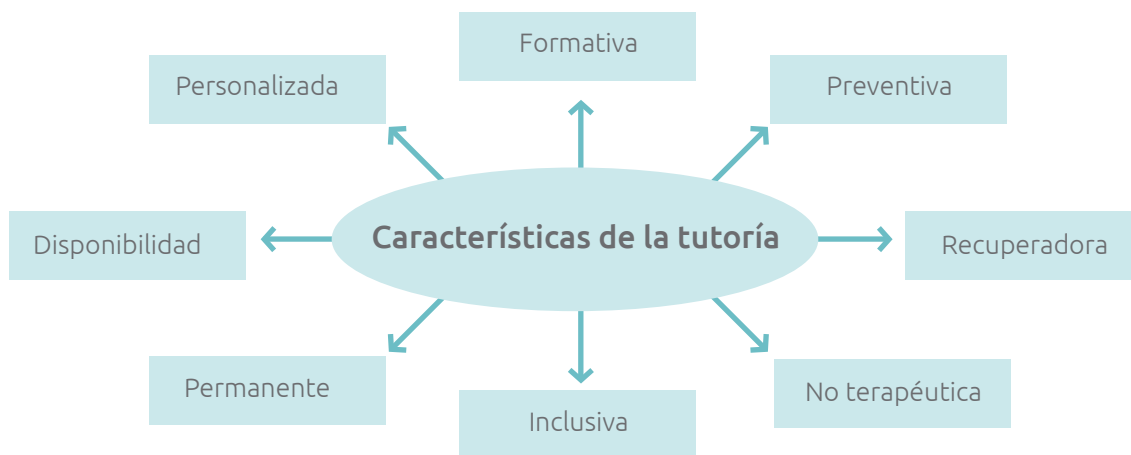 Formativa
Personalizada
Preventiva
Disponibilidad
Características de la tutoría
Recuperadora
Permanente
No terapéutica
Inclusiva